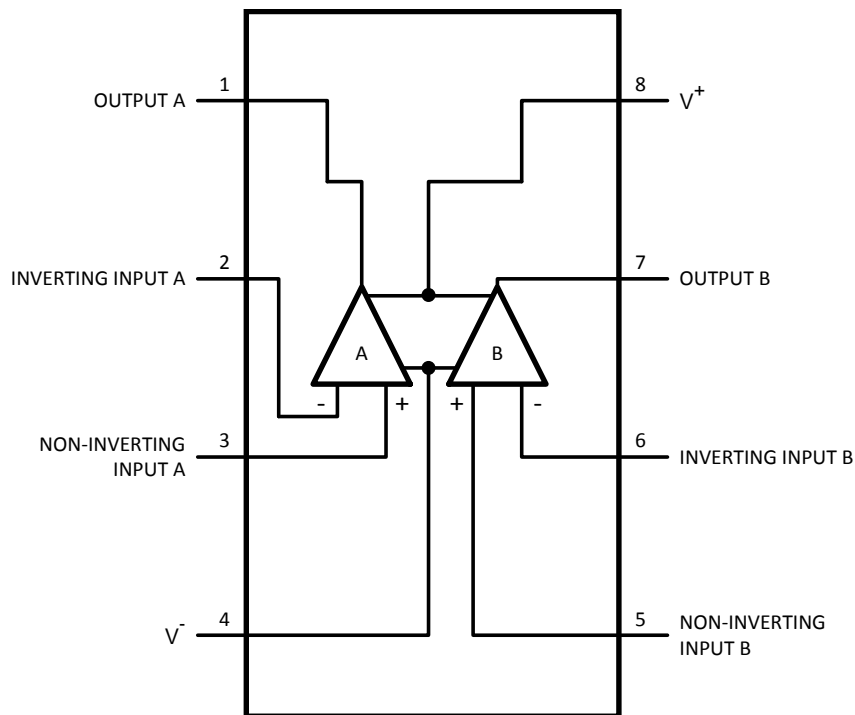 1
OUTPUT A
8
V+
2
INVERTING INPUT A
7
OUTPUT B
A
B
- + + -
3
NON-INVERTING
INPUT A
6
INVERTING INPUT B
4
V-
5
NON-INVERTING
INPUT B